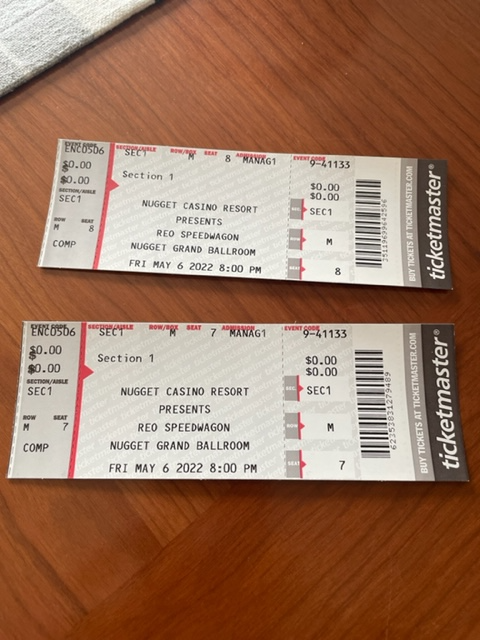 EVENT CODE SECTION/AISLE ROW/BOX SEAT ADMISSION EVENT CODE
ENC0506 SEC1 M 8 MANAG1 9-41133
$0.00 Section 1 $0.00
$0.00 $0.00
SECTION/AISLE
SEC1 NUGGET CASINO RESORT SEC. SEC1
PRESENTS
ROW SEAT REO SPEEDWAGON ROW M
M 8 NUGGET GRAND BALLROOM
COMP FRI MAY 6 2022 8:00 PM SEAT 8
BUY TICKETS AT TICKETMASTER.COM
ticketmaster®
EVENT CODE SECTION/AISLE ROW/BOX SEAT ADMISSION EVENT CODE
ENC0506 SEC1 M 7 MANAG1 9-41133
$0.00 Section 1 $0.00
$0.00 $0.00
SECTION/AISLE
SEC1 NUGGET CASINO RESORT SEC. SEC1
PRESENTS
ROW SEAT REO SPEEDWAGON ROW M
M 7 NUGGET GRAND BALLROOM
COMP FRI MAY 6 2022 8:00 PM SEAT 7
62353831279489
BUY TICKETS AT TICKETMASTER.COM
ticketmaster®